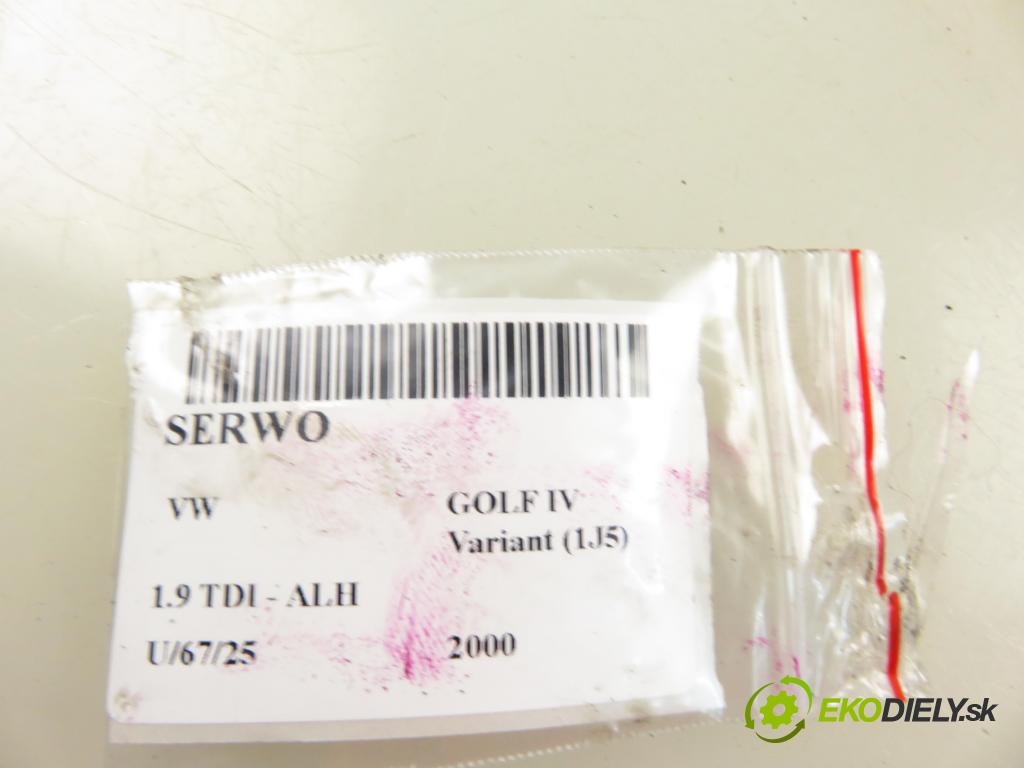 SERWO
VW GOLF IV
Variant (1J5)
1.9 TDI - ALH
U/67/25 2000
EKODIELY.sk